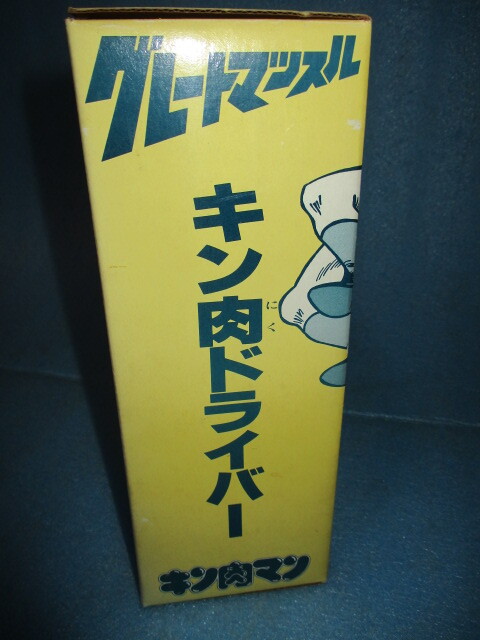 グレートマッスル
キン肉ドライバー
にく
キン肉マン